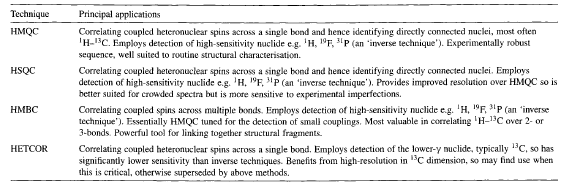 Technique Principal applications
HMQC Correlating coupled heteronuclear spins across a single bond and hence identifying directly connected nuclei, most often
¹H–¹³C. Employs detection of high-sensitivity nuclide e.g. ¹H, ¹⁹F, ³¹P (an ‘inverse technique’). Experimentally robust
sequence, well suited to routine structural characterisation.
HSQC Correlating coupled heteronuclear spins across a single bond and hence identifying directly connected nuclei. Employs
detection of high-sensitivity nuclide e.g. ¹H, ¹⁹F, ³¹P (an ‘inverse technique’). Provides improved resolution over HMQC so is
better suited for crowded spectra but is more sensitive to experimental imperfections.
HMBC Correlating coupled spins across multiple bonds. Employs detection of high-sensitivity nuclide e.g. ¹H, ¹⁹F, ³¹P (an ‘inverse
technique’). Essentially HMQC tuned for the detection of small couplings. Most valuable in correlating ¹H–¹³C over 2- or
3-bonds. Powerful tool for linking together structural fragments.
HETCOR Correlating coupled heteronuclear spins across a single bond. Employs detection of the lower-γ nuclide, typically ¹³C, so has
significantly lower sensitivity than inverse techniques. Benefits from high-resolution in ¹³C dimension, so may find use when
this is critical, otherwise superseded by above methods.